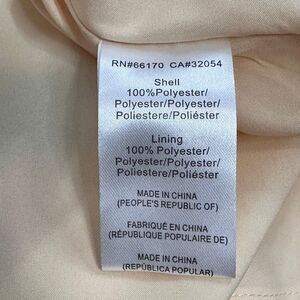 RN#66170 CA#32054
Shell
100%Polyester/
Polyester/Polyester/
Poliestere/Poliéster
Lining
100% Polyester/
Polyester/Polyester/
Poliestere/Poliéster
MADE IN CHINA
(PEOPLE'S REPUBLIC OF)
FABRIQUÉ EN CHINA
(RÉPUBLIQUE POPULAIRE DE)
MADE IN CHINA
(REPÚBLICA POPULAR)